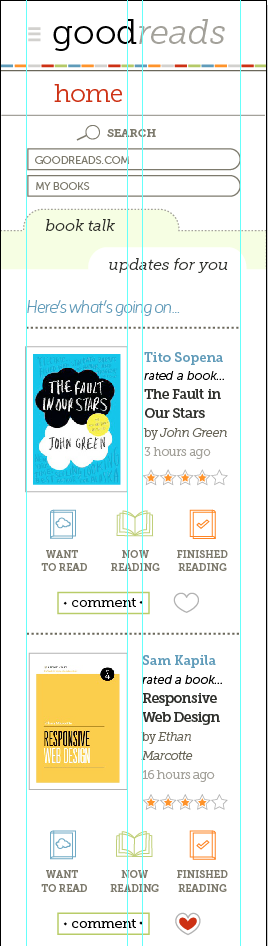 goodreads
home
SEARCH
GOODREADS.COM
MY BOOKS
book talk
updates for you
Here's what's going on...
THE FAULT
IN OUR STARS
JOHN GREEN
Tito Sopena
rated a book...
The Fault in
Our Stars
by John Green
3 hours ago
WANT
TO READ
NOW
READING
FINISHED
READING
· comment ·
RESPONSIVE
WEB DESIGN
Sam Kapila
rated a book...
Responsive
Web Design
by Ethan
Marcotte
16 hours ago
WANT
TO READ
NOW
READING
FINISHED
READING
· comment ·